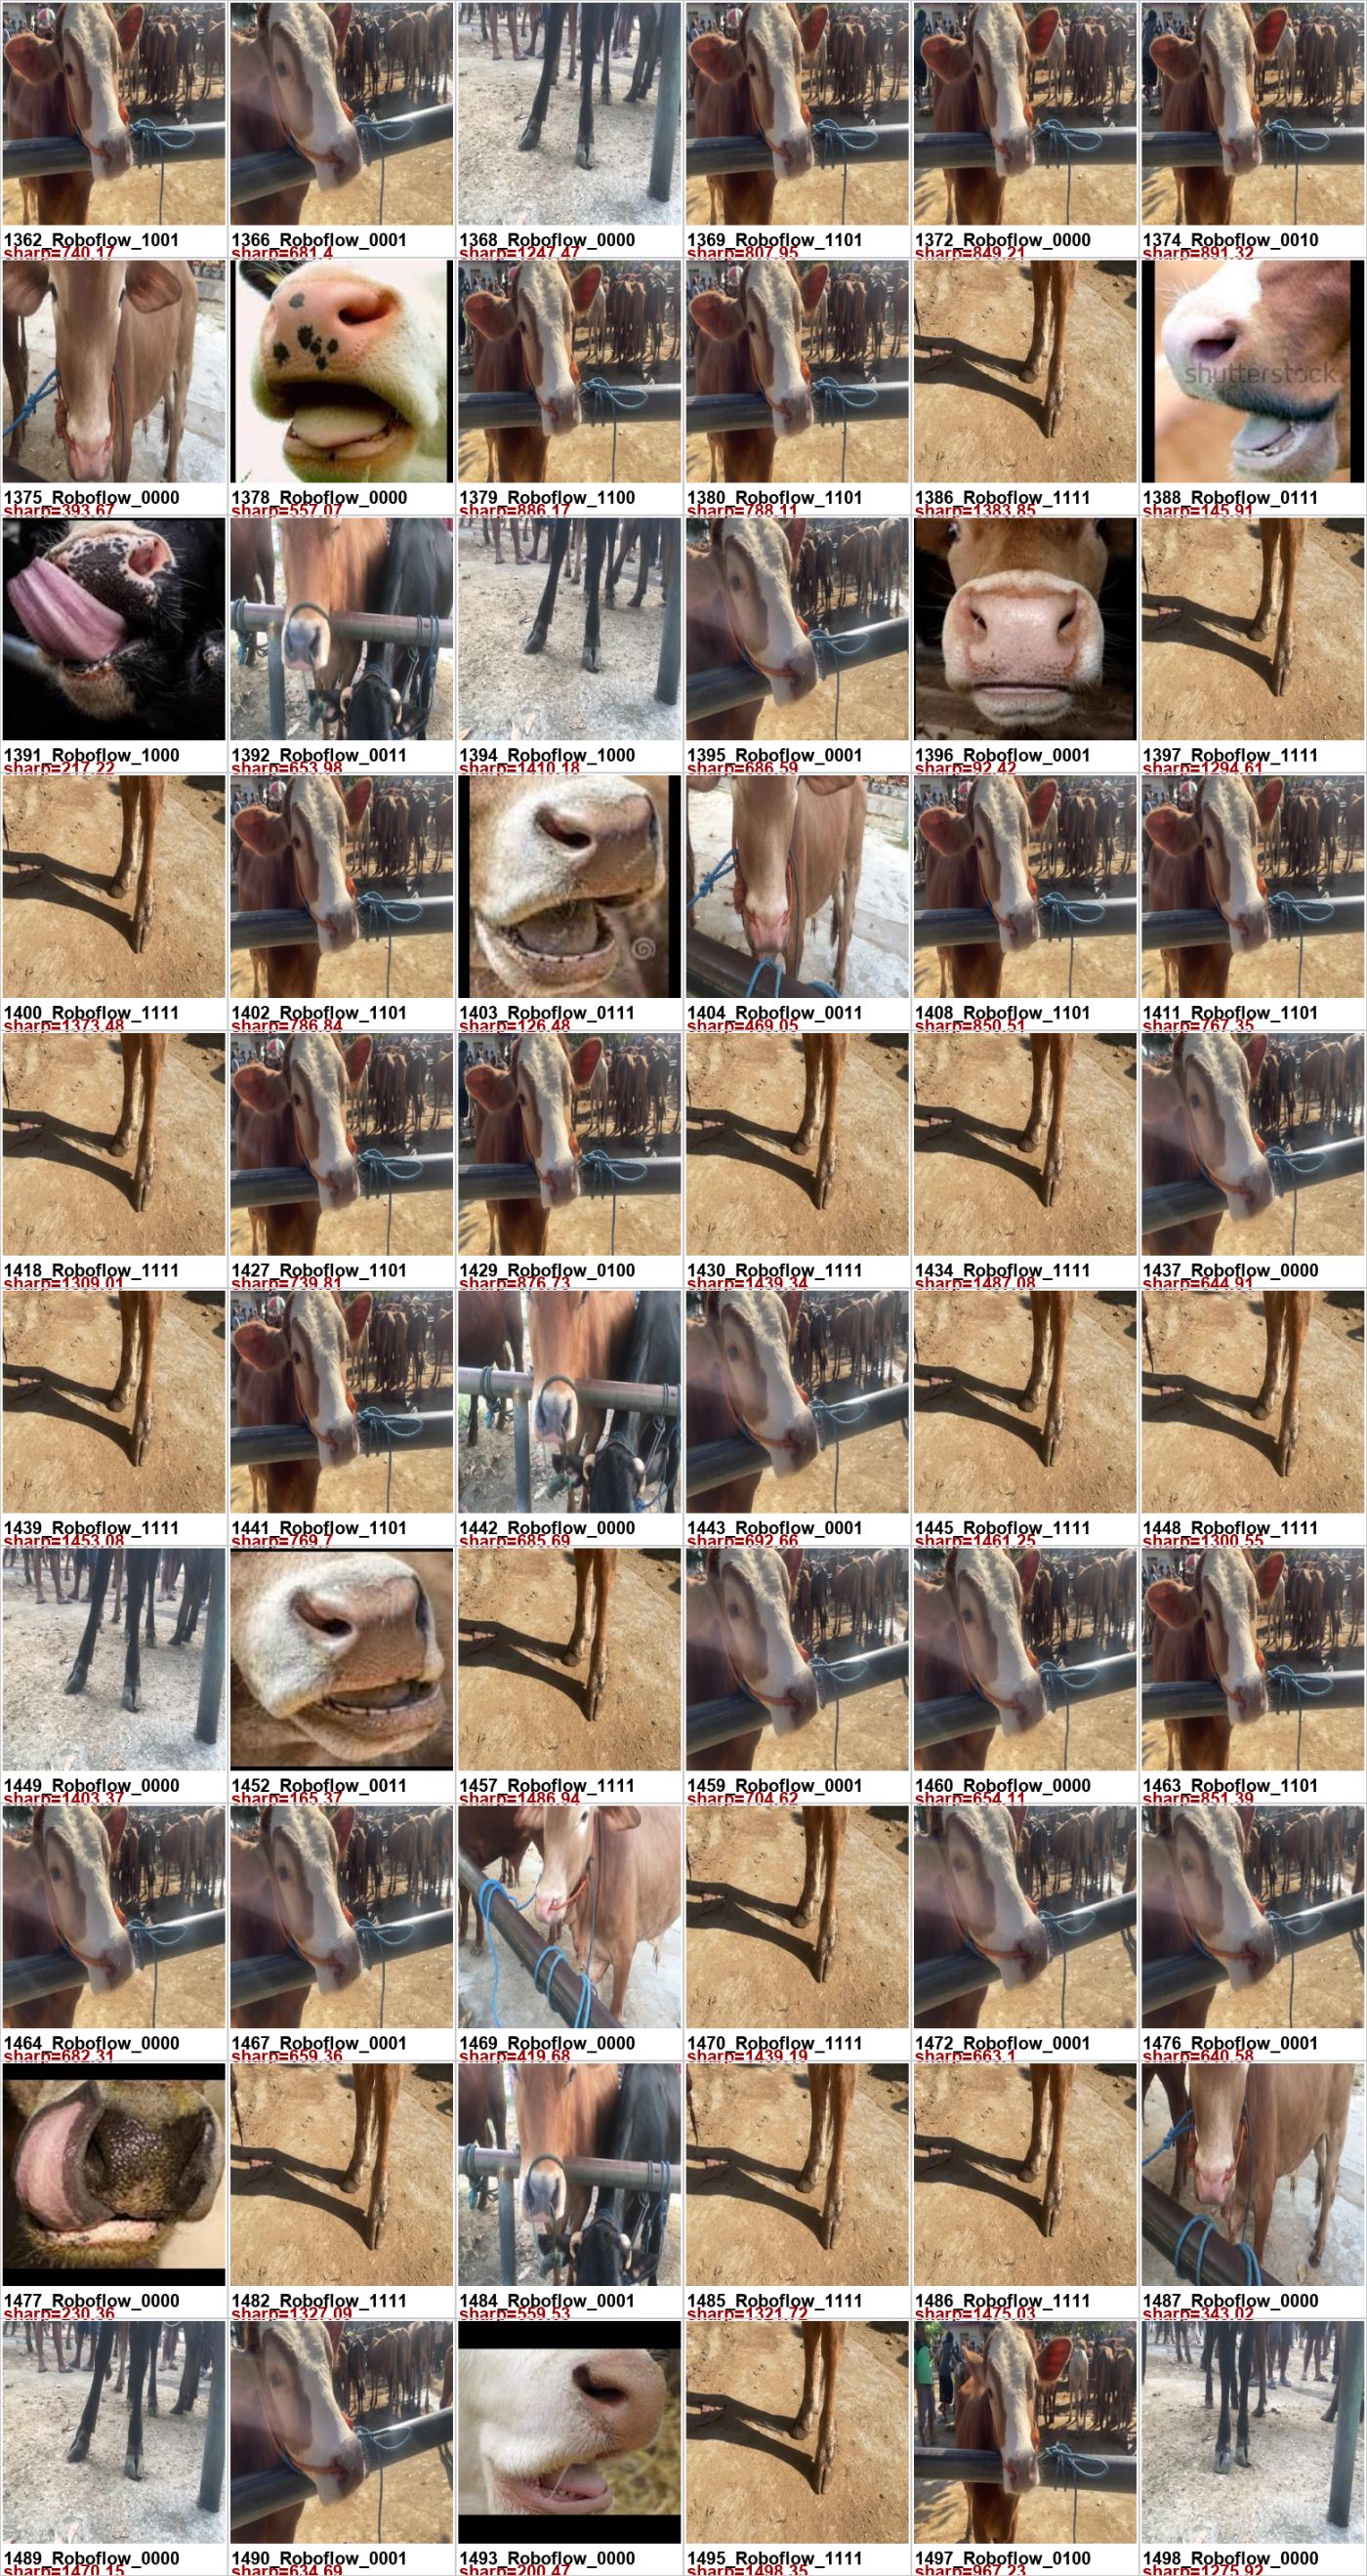 1362_Roboflow_1001 1366_Roboflow_0001 1368_Roboflow_0000 1369_Roboflow_1101 1372_Roboflow_0000 1374_Roboflow_0010
sharp=740.17 sharp=681.4 sharp=1247.47 sharp=807.95 sharp=849.21 sharp=891.32
shutterstock
1375_Roboflow_0000 1378_Roboflow_0000 1379_Roboflow_1100 1380_Roboflow_1101 1386_Roboflow_1111 1388_Roboflow_0111
sharp=393.67 sharp=557.07 sharp=886.17 sharp=788.11 sharp=1383.85 sharp=145.91
1391_Roboflow_1000 1392_Roboflow_0011 1394_Roboflow_1000 1395_Roboflow_0001 1396_Roboflow_0001 1397_Roboflow_1111
sharp=217.22 sharp=653.98 sharp=1410.18 sharp=686.59 sharp=92.42 sharp=1294.61
1400_Roboflow_1111 1402_Roboflow_1101 1403_Roboflow_0111 1404_Roboflow_0011 1408_Roboflow_1101 1411_Roboflow_1101
sharp=1373.48 sharp=786.84 sharp=126.48 sharp=469.05 sharp=850.51 sharp=767.35
1418_Roboflow_1111 1427_Roboflow_1101 1429_Roboflow_0100 1430_Roboflow_1111 1434_Roboflow_1111 1437_Roboflow_0000
sharp=1309.01 sharp=739.81 sharp=876.73 sharp=1439.34 sharp=1487.08 sharp=644.91
1439_Roboflow_1111 1441_Roboflow_1101 1442_Roboflow_0000 1443_Roboflow_0001 1445_Roboflow_1111 1448_Roboflow_1111
sharp=1453.08 sharp=769.7 sharp=685.69 sharp=692.66 sharp=1461.25 sharp=1300.55
1449_Roboflow_0000 1452_Roboflow_0011 1457_Roboflow_1111 1459_Roboflow_0001 1460_Roboflow_0000 1463_Roboflow_1101
sharp=1403.37 sharp=165.37 sharp=1486.94 sharp=704.62 sharp=654.11 sharp=851.39
1464_Roboflow_0000 1467_Roboflow_0001 1469_Roboflow_0000 1470_Roboflow_1111 1472_Roboflow_0001 1476_Roboflow_0001
sharp=682.31 sharp=659.36 sharp=419.68 sharp=1439.19 sharp=663.1 sharp=640.58
1477_Roboflow_0000 1482_Roboflow_1111 1484_Roboflow_0001 1485_Roboflow_1111 1486_Roboflow_1111 1487_Roboflow_0000
sharp=230.36 sharp=1327.09 sharp=559.53 sharp=1321.72 sharp=1475.03 sharp=343.02
1489_Roboflow_0000 1490_Roboflow_0001 1493_Roboflow_0000 1495_Roboflow_1111 1497_Roboflow_0100 1498_Roboflow_0000
sharp=1470.15 sharp=634.69 sharp=200.47 sharp=1498.35 sharp=967.23 sharp=1275.92